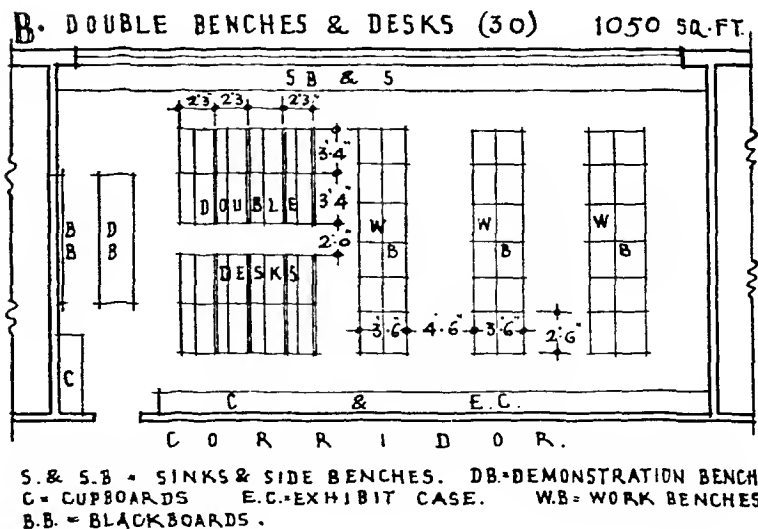 B. DOUBLE BENCHES & DESKS (30) 1050 SQ.FT.
S B & S
2'3" 2'3 2'3"
3'.4"
3'.4"
DOUBLE
2'.0"
DESKS
B B
D B
W B
W B
W B
3'.6" 4'.6" 3'.6" 2'.6"
C
C & E.C.
CORRIDOR.
S.& S.B = SINKS & SIDE BENCHES. DB.=DEMONSTRATION BENCH
C = CUPBOARDS E.C.=EXHIBIT CASE. W.B= WORK BENCHES
B.B. = BLACKBOARDS.